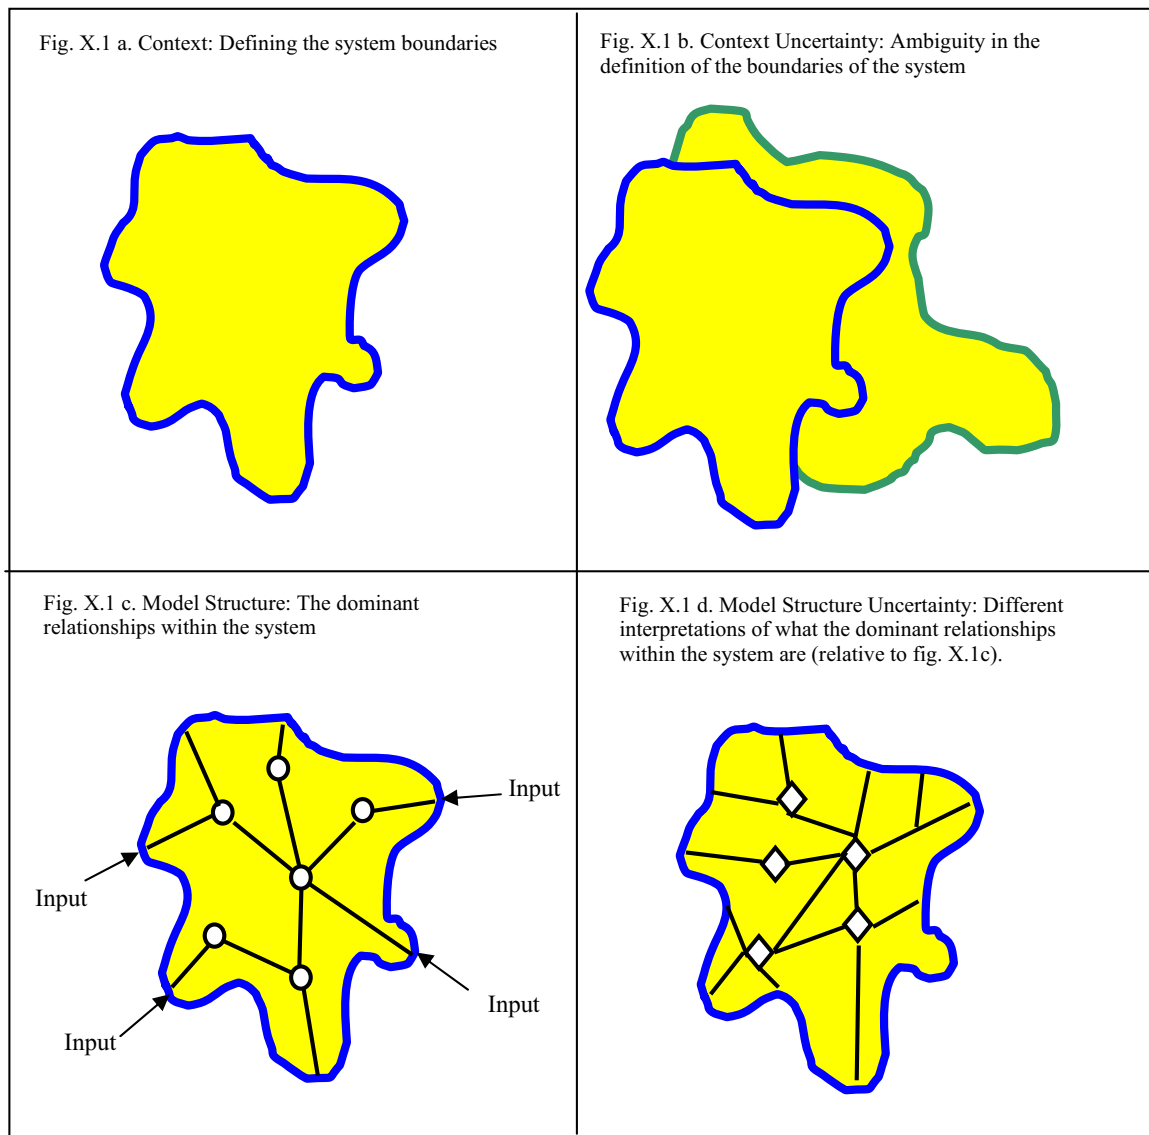 Fig. X.1 a. Context: Defining the system boundaries
Fig. X.1 b. Context Uncertainty: Ambiguity in the
definition of the boundaries of the system
Fig. X.1 c. Model Structure: The dominant
relationships within the system
Input
Input
Input
Input
Fig. X.1 d. Model Structure Uncertainty: Different
interpretations of what the dominant relationships
within the system are (relative to fig. X.1c).